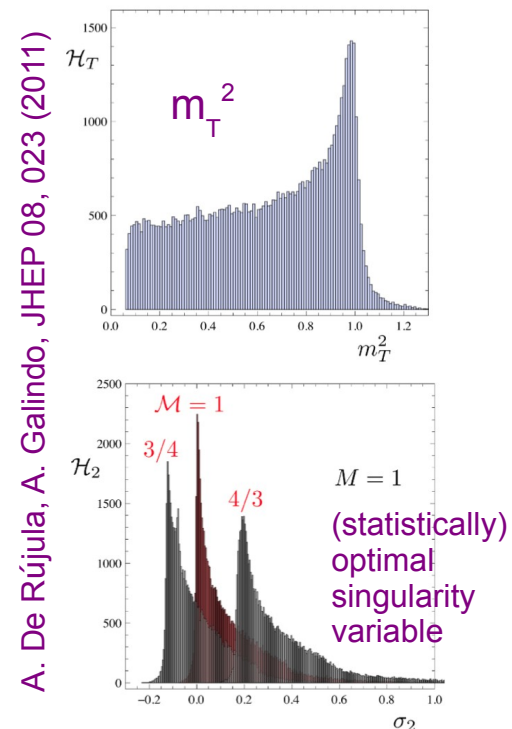 A. De Rújula, A. Galindo, JHEP 08, 023 (2011)
H_T
m_T^2
1500
1000
500
0
0.0 0.2 0.4 0.6 0.8 1.0 1.2
m_T^2
2500
2000
1500
1000
500
0
H_2
M = 1
3/4
4/3
M = 1
(statistically)
optimal
singularity
variable
−0.2 0.0 0.2 0.4 0.6 0.8 1.0
σ_2